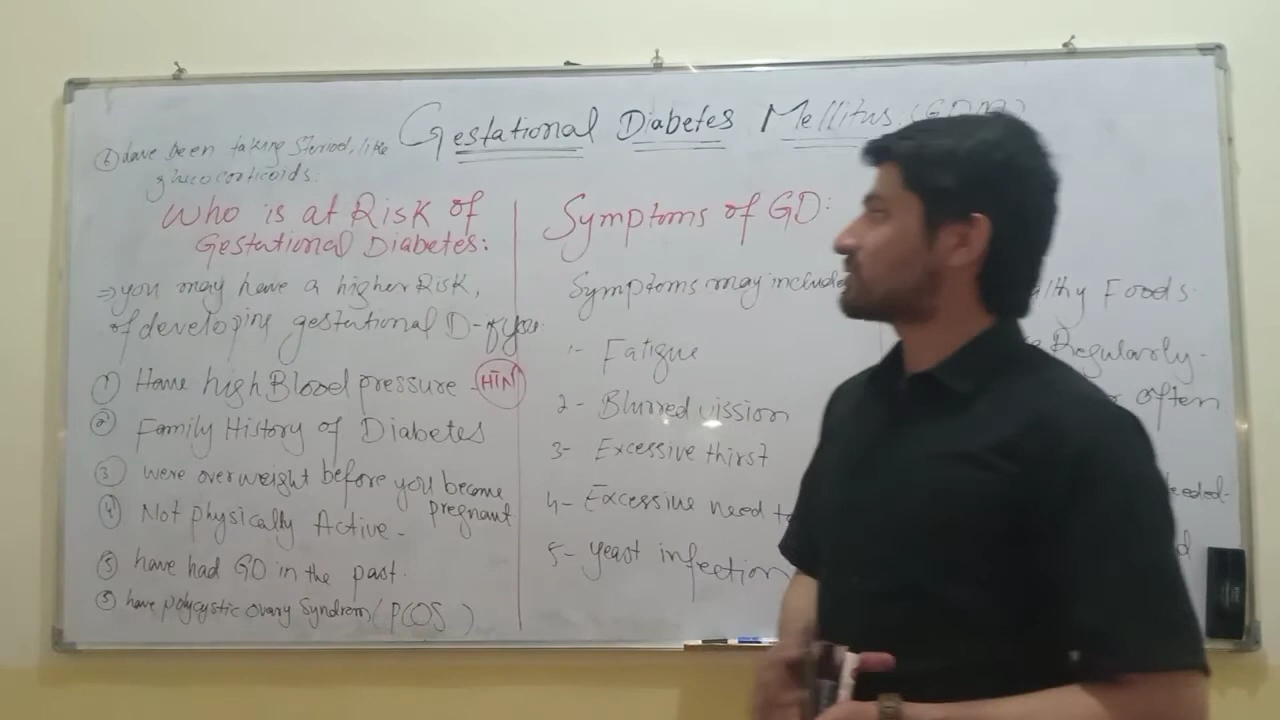 Gestational Diabetes Mellitus (GDM)
⑥ have been taking Steriod, like
glucocorticoids.
Who is at Risk of
Gestational Diabetes:
⇒ you may have a higher Risk,
of developing gestational D- if you
① Have high Blood pressure - HTN
② Family History of Diabetes
③ were overweight before you become
pregnant
④ Not physically Active -
⑤ have had GD in the past.
⑤ have polycystic ovary Syndrom (PCOS)
Symptoms of GD:
Symptoms may include
1- Fatigue
2- Blurred vission
3- Excessive thirst
4- Excessive need to
5- yeast infection
Foods
Regularly-
often